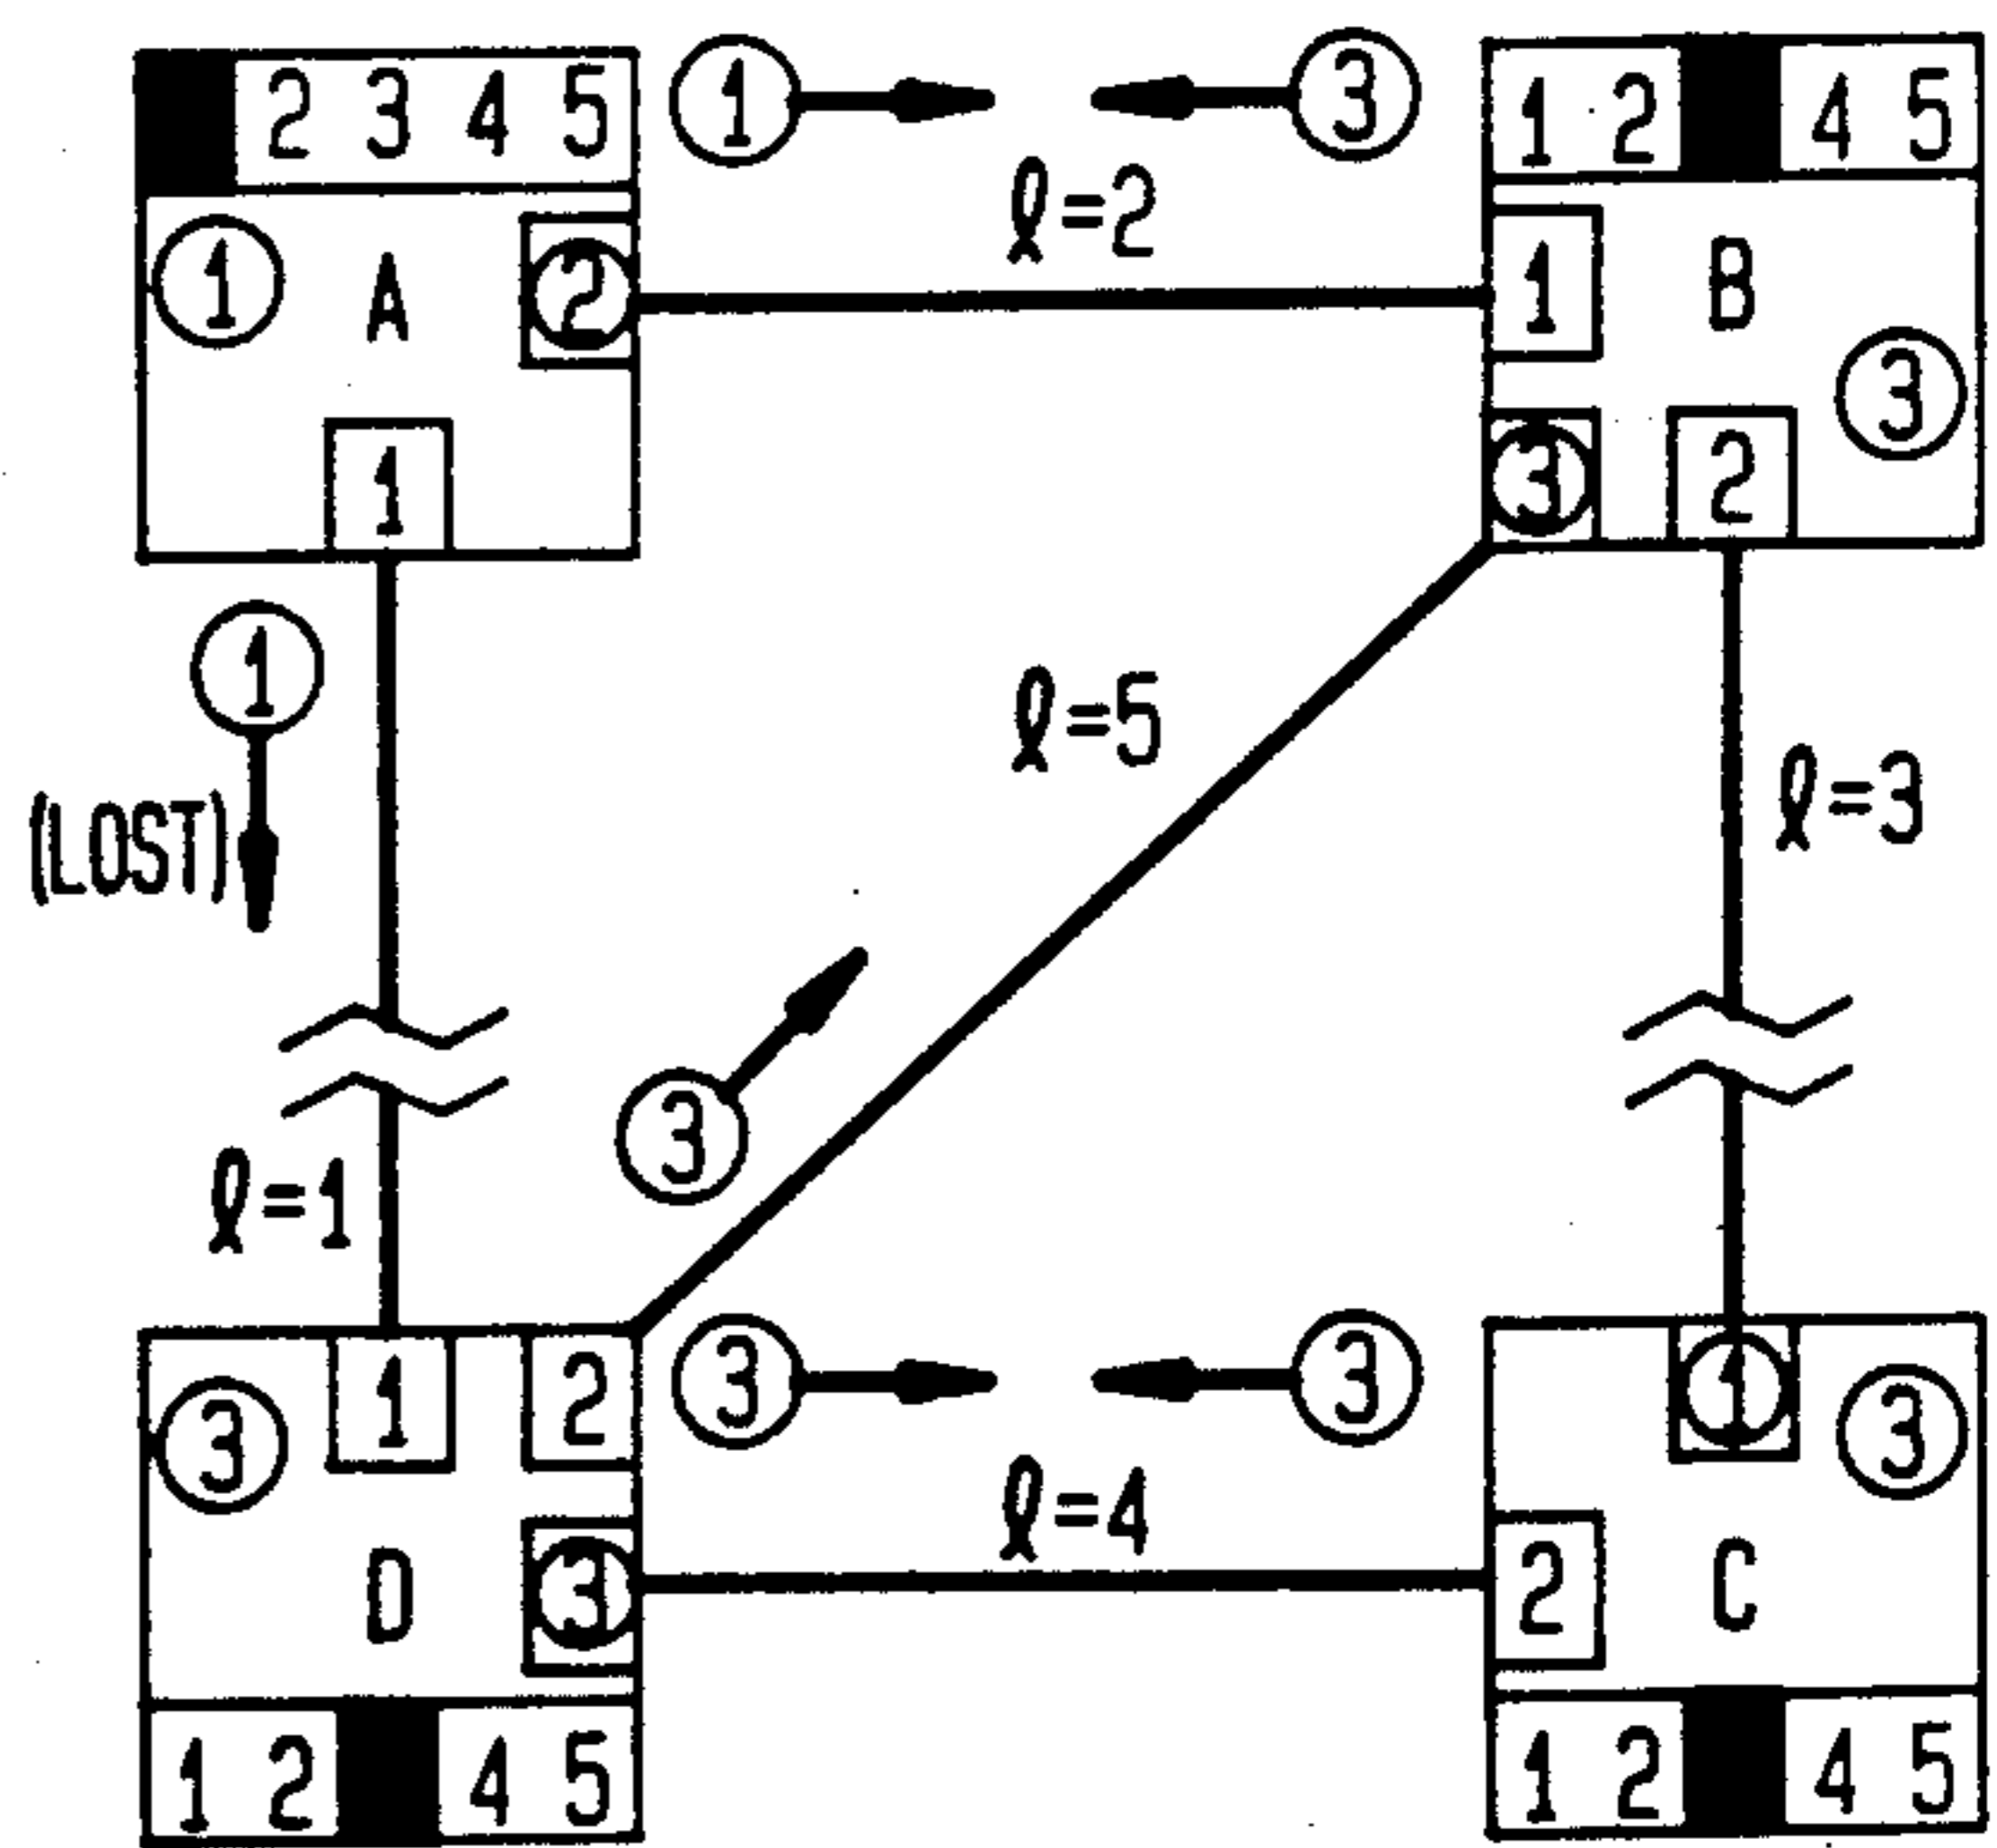 2 3 4 5
① → ← ③
1 2 4 5
ℓ=2
① A ②
1 B
③
1
③ 2
①
ℓ=5
ℓ=3
(LOST)
③
ℓ=1
③ ③
1 2
① ③
③
ℓ=4
D ③
2 C
1 2 4 5
1 2 4 5